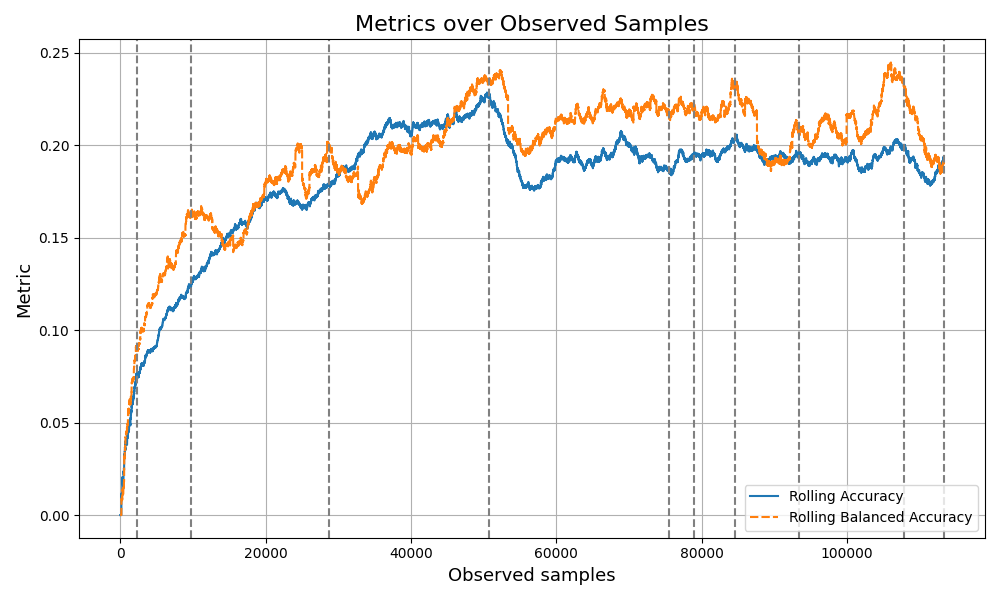 Metrics over Observed Samples
0.25
0.20
0.15
0.10
0.05
0.00
Metric
0 20000 40000 60000 80000 100000
Observed samples
Rolling Accuracy
Rolling Balanced Accuracy